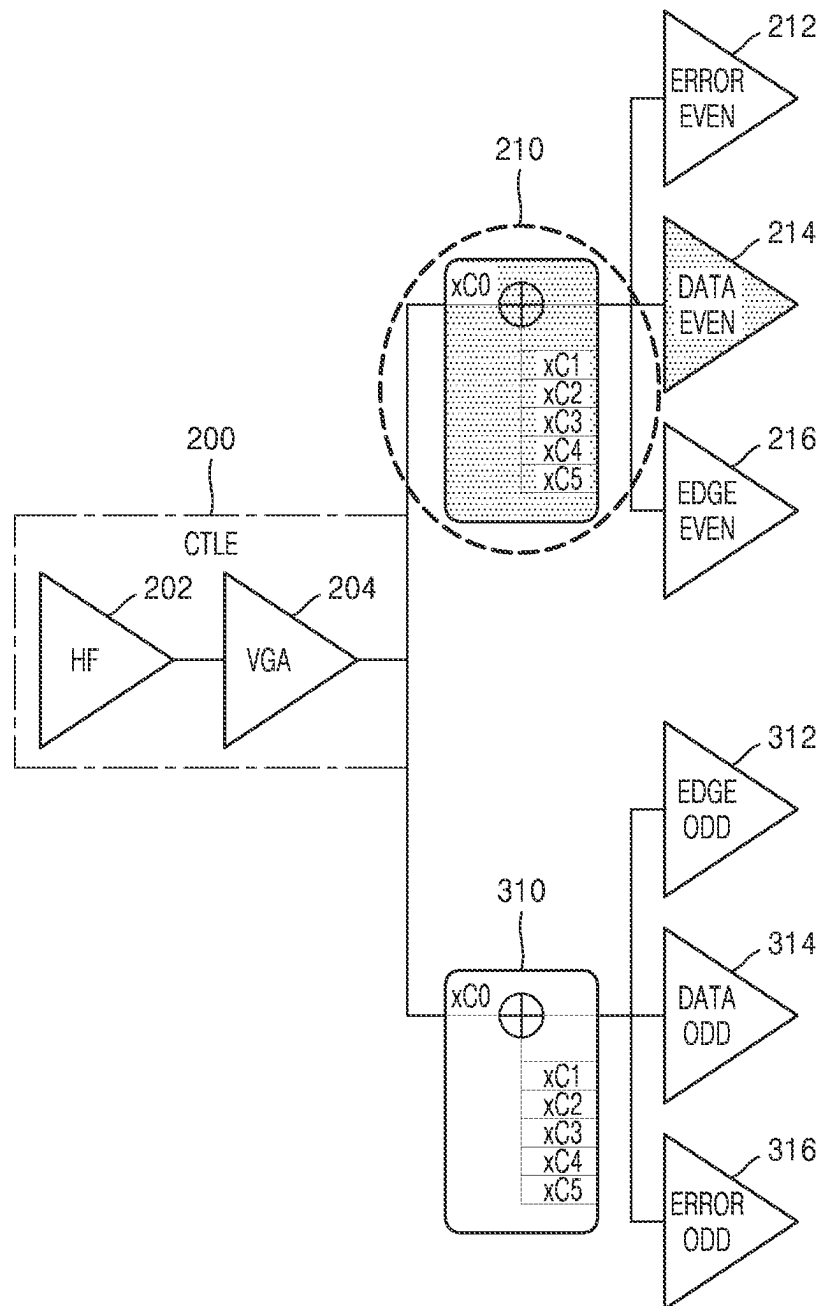 212
ERROR
EVEN
210
xC0
xC1
xC2
xC3
xC4
xC5
214
DATA
EVEN
216
EDGE
EVEN
200
CTLE
202
HF
204
VGA
312
EDGE
ODD
310
xC0
xC1
xC2
xC3
xC4
xC5
314
DATA
ODD
316
ERROR
ODD